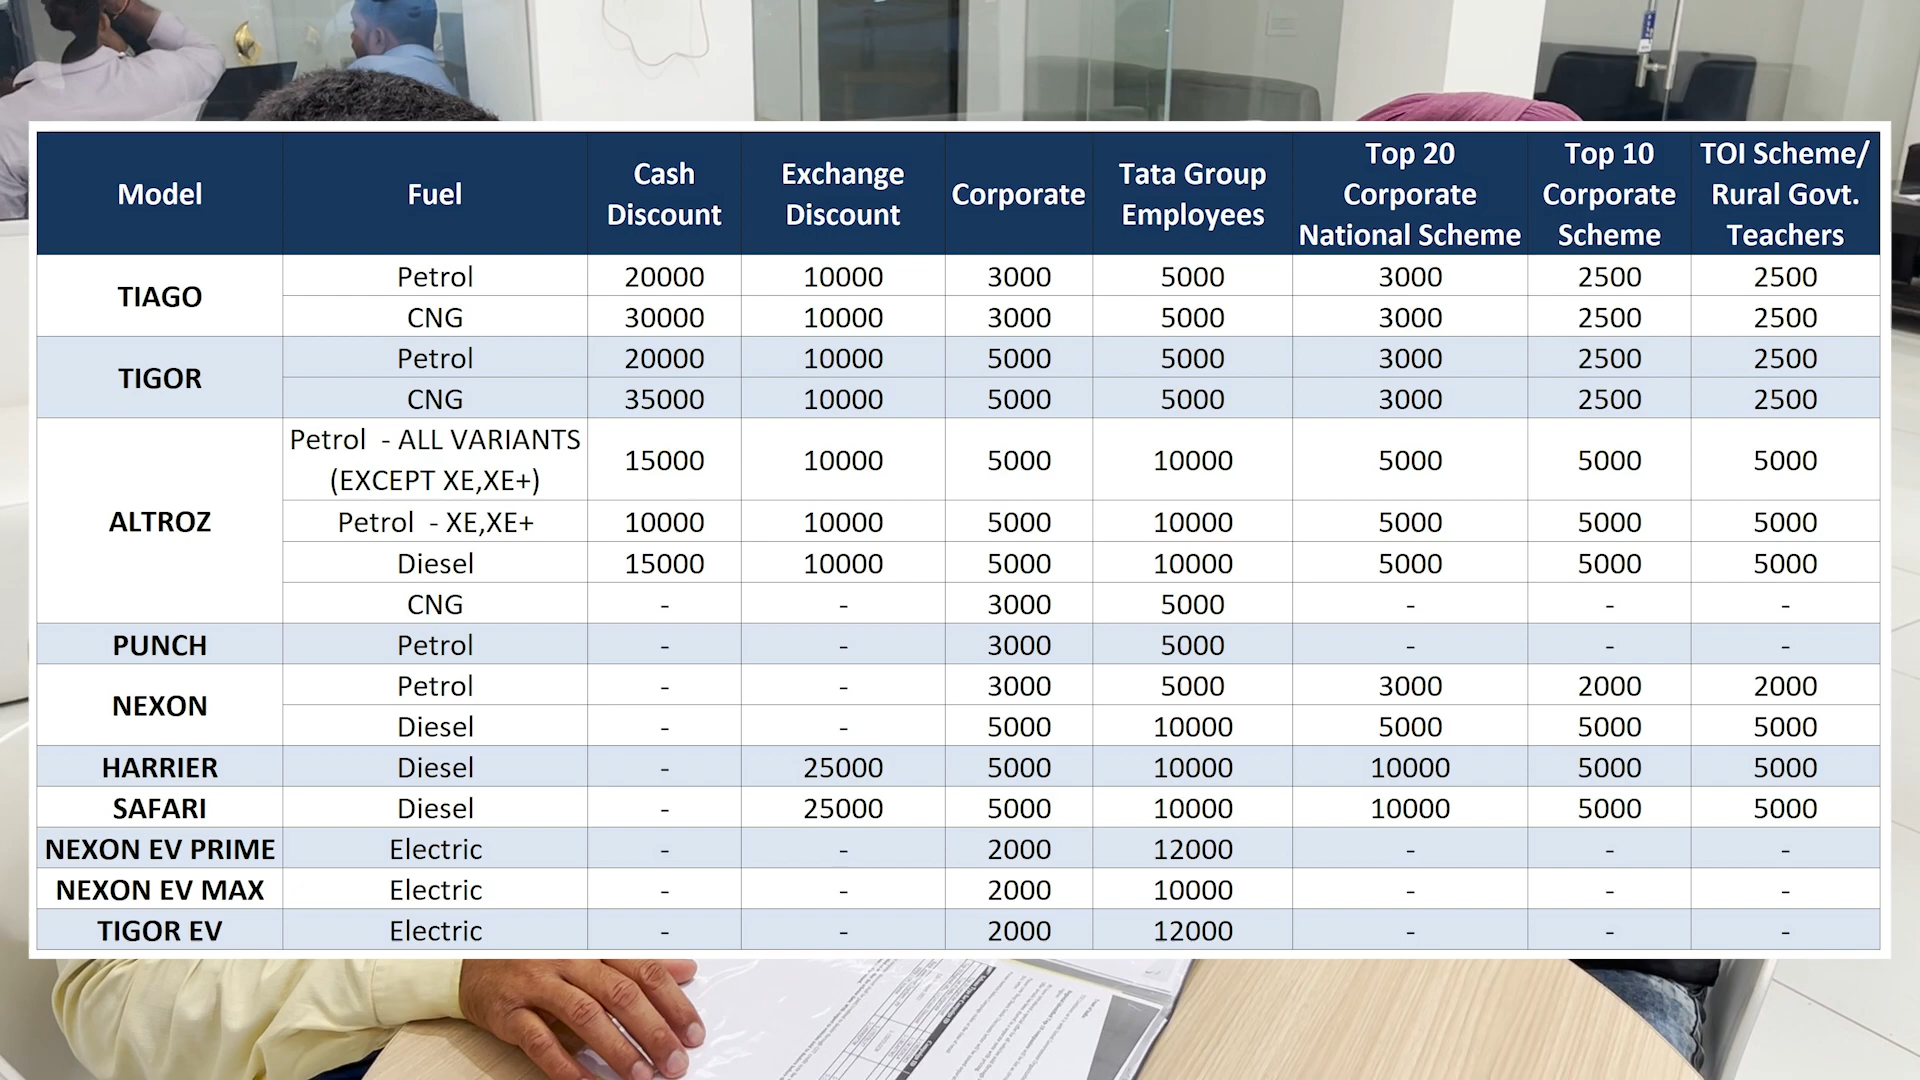 Model Fuel Cash Discount Exchange Discount Corporate Tata Group Employees Top 20 Corporate National Scheme Top 10 Corporate Scheme TOI Scheme/ Rural Govt. Teachers
TIAGO Petrol 20000 10000 3000 5000 3000 2500 2500
CNG 30000 10000 3000 5000 3000 2500 2500
TIGOR Petrol 20000 10000 5000 5000 3000 2500 2500
CNG 35000 10000 5000 5000 3000 2500 2500
ALTROZ Petrol - ALL VARIANTS (EXCEPT XE,XE+) 15000 10000 5000 10000 5000 5000 5000
Petrol - XE,XE+ 10000 10000 5000 10000 5000 5000 5000
Diesel 15000 10000 5000 10000 5000 5000 5000
CNG - - 3000 5000 - - -
PUNCH Petrol - - 3000 5000 - - -
NEXON Petrol - - 3000 5000 3000 2000 2000
Diesel - - 5000 10000 5000 5000 5000
HARRIER Diesel - 25000 5000 10000 10000 5000 5000
SAFARI Diesel - 25000 5000 10000 10000 5000 5000
NEXON EV PRIME Electric - - 2000 12000 - - -
NEXON EV MAX Electric - - 2000 10000 - - -
TIGOR EV Electric - - 2000 12000 - - -